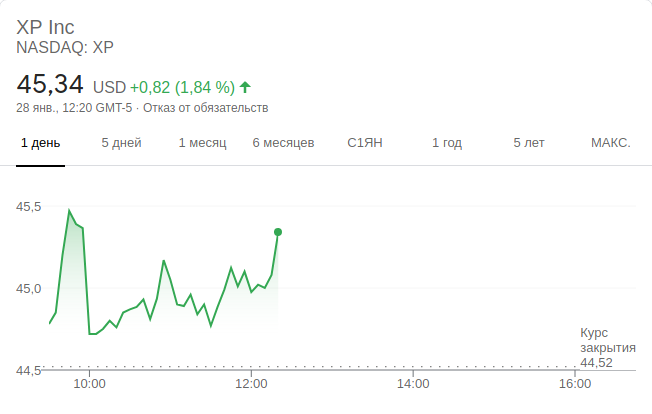 XP Inc
NASDAQ: XP
45,34 USD +0,82 (1,84 %)
28 янв., 12:20 GMT-5 · Отказ от обязательств
1 день 5 дней 1 месяц 6 месяцев С1ЯН 1 год 5 лет МАКС.
45,5
45,0
Курс
закрытия
44,52
44,5
10:00 12:00 14:00 16:00